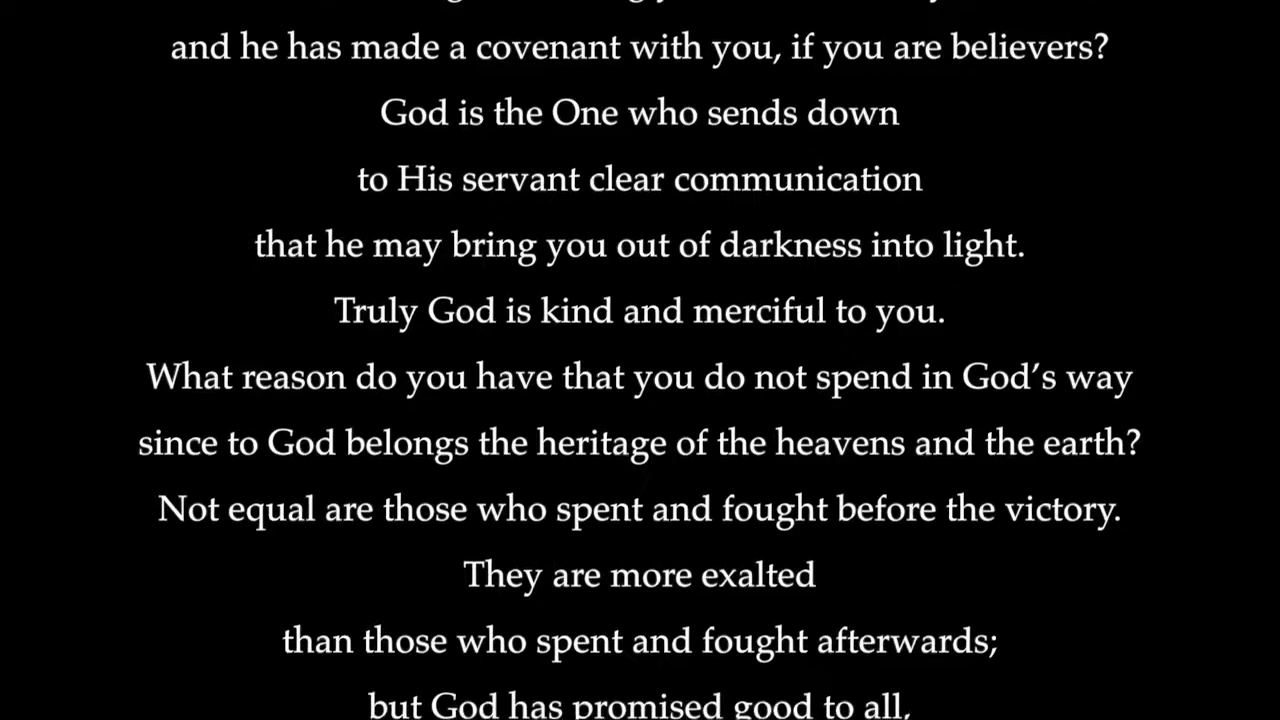 and he has made a covenant with you, if you are believers?
God is the One who sends down
to His servant clear communication
that he may bring you out of darkness into light.
Truly God is kind and merciful to you.
What reason do you have that you do not spend in God's way
since to God belongs the heritage of the heavens and the earth?
Not equal are those who spent and fought before the victory.
They are more exalted
than those who spent and fought afterwards;
but God has promised good to all,